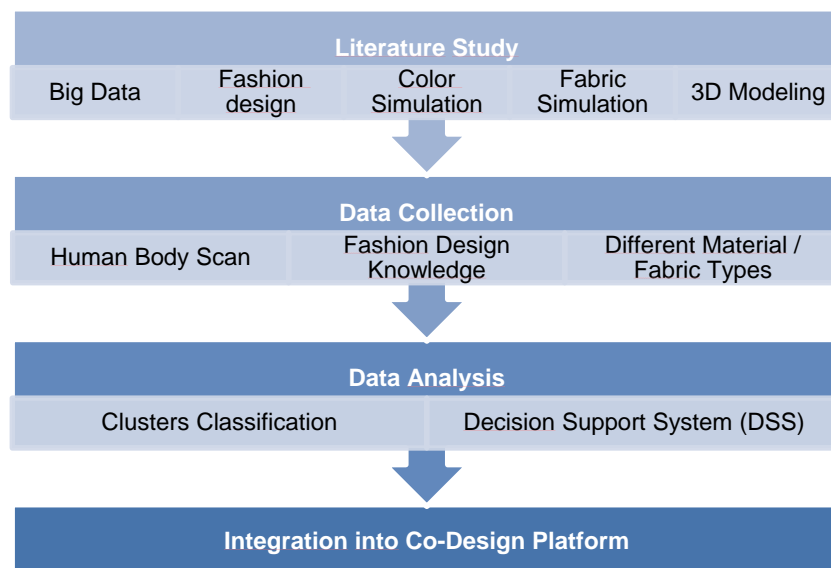 Literature Study
Big Data
Fashion
design
Color
Simulation
Fabric
Simulation
3D Modeling
Data Collection
Human Body Scan
Fashion Design
Knowledge
Different Material /
Fabric Types
Data Analysis
Clusters Classification
Decision Support System (DSS)
Integration into Co-Design Platform